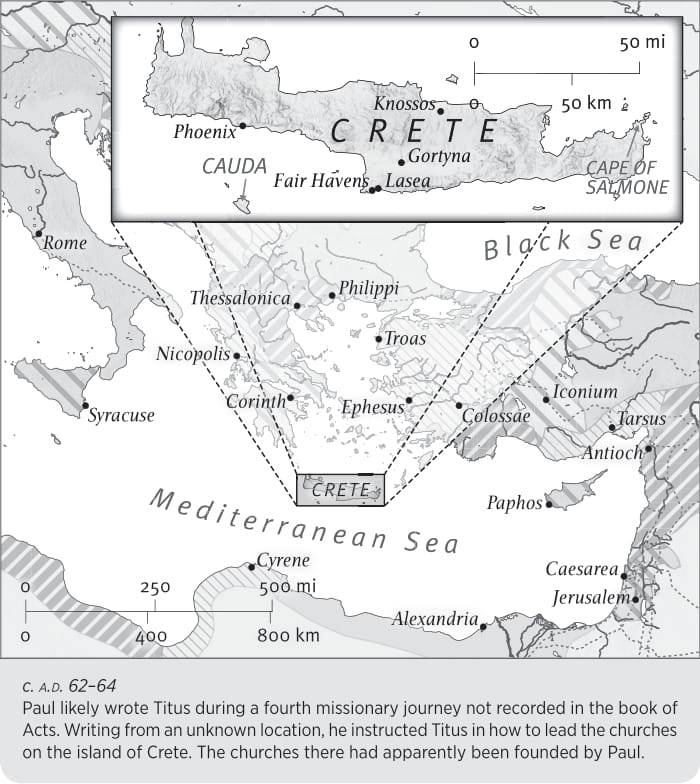 0 50 mi
Knossos
0 50 km
CRETE
Phoenix
Gortyna
CAUDA
CAPE OF
SALMONE
Fair Havens
Lasea
Rome
Black Sea
Philippi
Thessalonica
Troas
Nicopolis
Iconium
Corinth
Ephesus
Colossae
Syracuse
Tarsus
Antioch
CRETE
Paphos
Mediterranean Sea
Cyrene
Caesarea
0 250 500 mi
Jerusalem
Alexandria
0 400 800 km
C. A.D. 62–64
Paul likely wrote Titus during a fourth missionary journey not recorded in the book of
Acts. Writing from an unknown location, he instructed Titus in how to lead the churches
on the island of Crete. The churches there had apparently been founded by Paul.